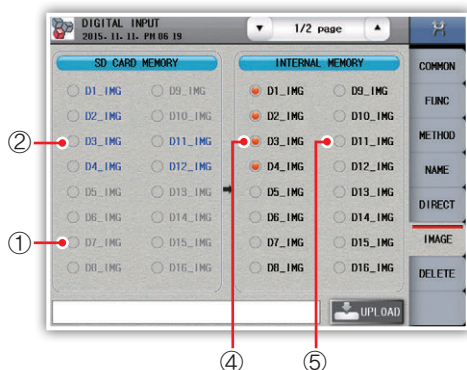 DIGITAL INPUT
2015- 11- 11- PM 06 19
▼ 1/2 page ▲
SD CARD MEMORY
INTERNAL MEMORY
D1_IMG D9_IMG
D2_IMG D10_IMG
D3_IMG D11_IMG
D4_IMG D12_IMG
D5_IMG D13_IMG
D6_IMG D14_IMG
D7_IMG D15_IMG
D8_IMG D16_IMG
D1_IMG D9_IMG
D2_IMG D10_IMG
D3_IMG D11_IMG
D4_IMG D12_IMG
D5_IMG D13_IMG
D6_IMG D14_IMG
D7_IMG D15_IMG
D8_IMG D16_IMG
UPLOAD
COMMON
FUNC
METHOD
NAME
DIRECT
IMAGE
DELETE
②
①
④
⑤